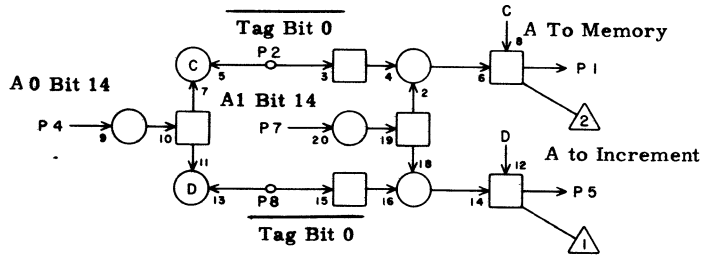 Tag Bit 0
C
A To Memory
8
P2
C
5
3
4
6
P1
7
2
A0 Bit 14
A1 Bit 14
2
P4
P7
9
10
20
19
D
11
18
12
A to Increment
D
P5
13
P8
15
16
14
Tag Bit 0
1